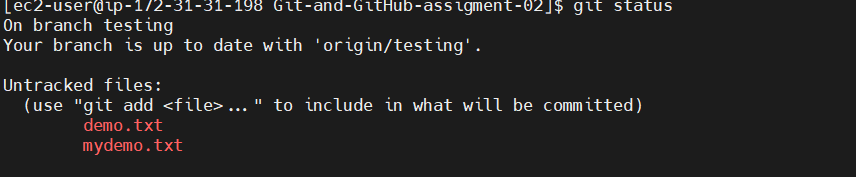 [ec2-user@ip-172-31-31-198 Git-and-GitHub-assigment-02]$ git status
On branch testing
Your branch is up to date with 'origin/testing'.
Untracked files:
(use "git add <file>..." to include in what will be committed)
demo.txt
mydemo.txt